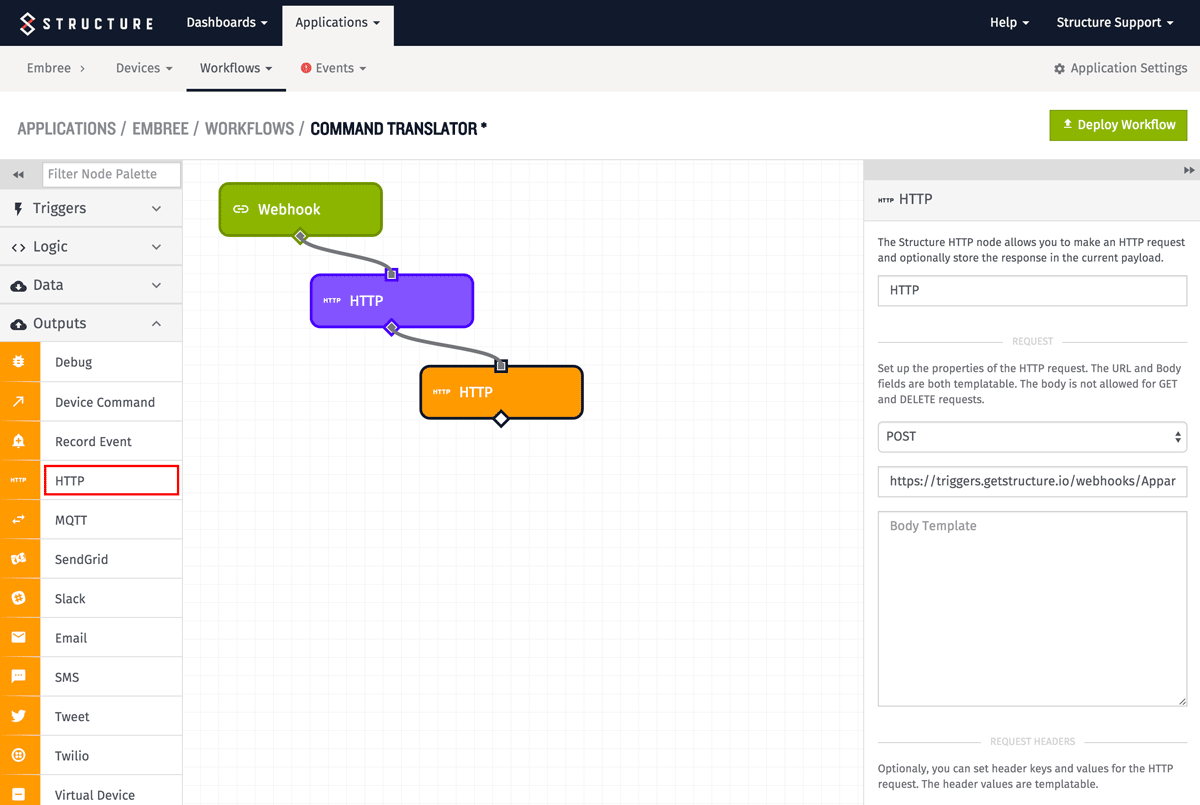 STRUCTURE
Dashboards
Applications
Help
Structure Support
Embree
Devices
Workflows
Events
Application Settings
APPLICATIONS / EMBREE / WORKFLOWS / COMMAND TRANSLATOR *
Deploy Workflow
Filter Node Palette
Triggers
Logic
Data
Outputs
Debug
Device Command
Record Event
HTTP HTTP
MQTT
SendGrid
Slack
Email
SMS
Tweet
Twilio
Virtual Device
Webhook
HTTP HTTP
HTTP HTTP
HTTP HTTP
The Structure HTTP node allows you to make an HTTP request
and optionally store the response in the current payload.
HTTP
REQUEST
Set up the properties of the HTTP request. The URL and Body
fields are both templatable. The body is not allowed for GET
and DELETE requests.
POST
https://triggers.getstructure.io/webhooks/Appar
Body Template
REQUEST HEADERS
Optionaly, you can set header keys and values for the HTTP
request. The header values are templatable.